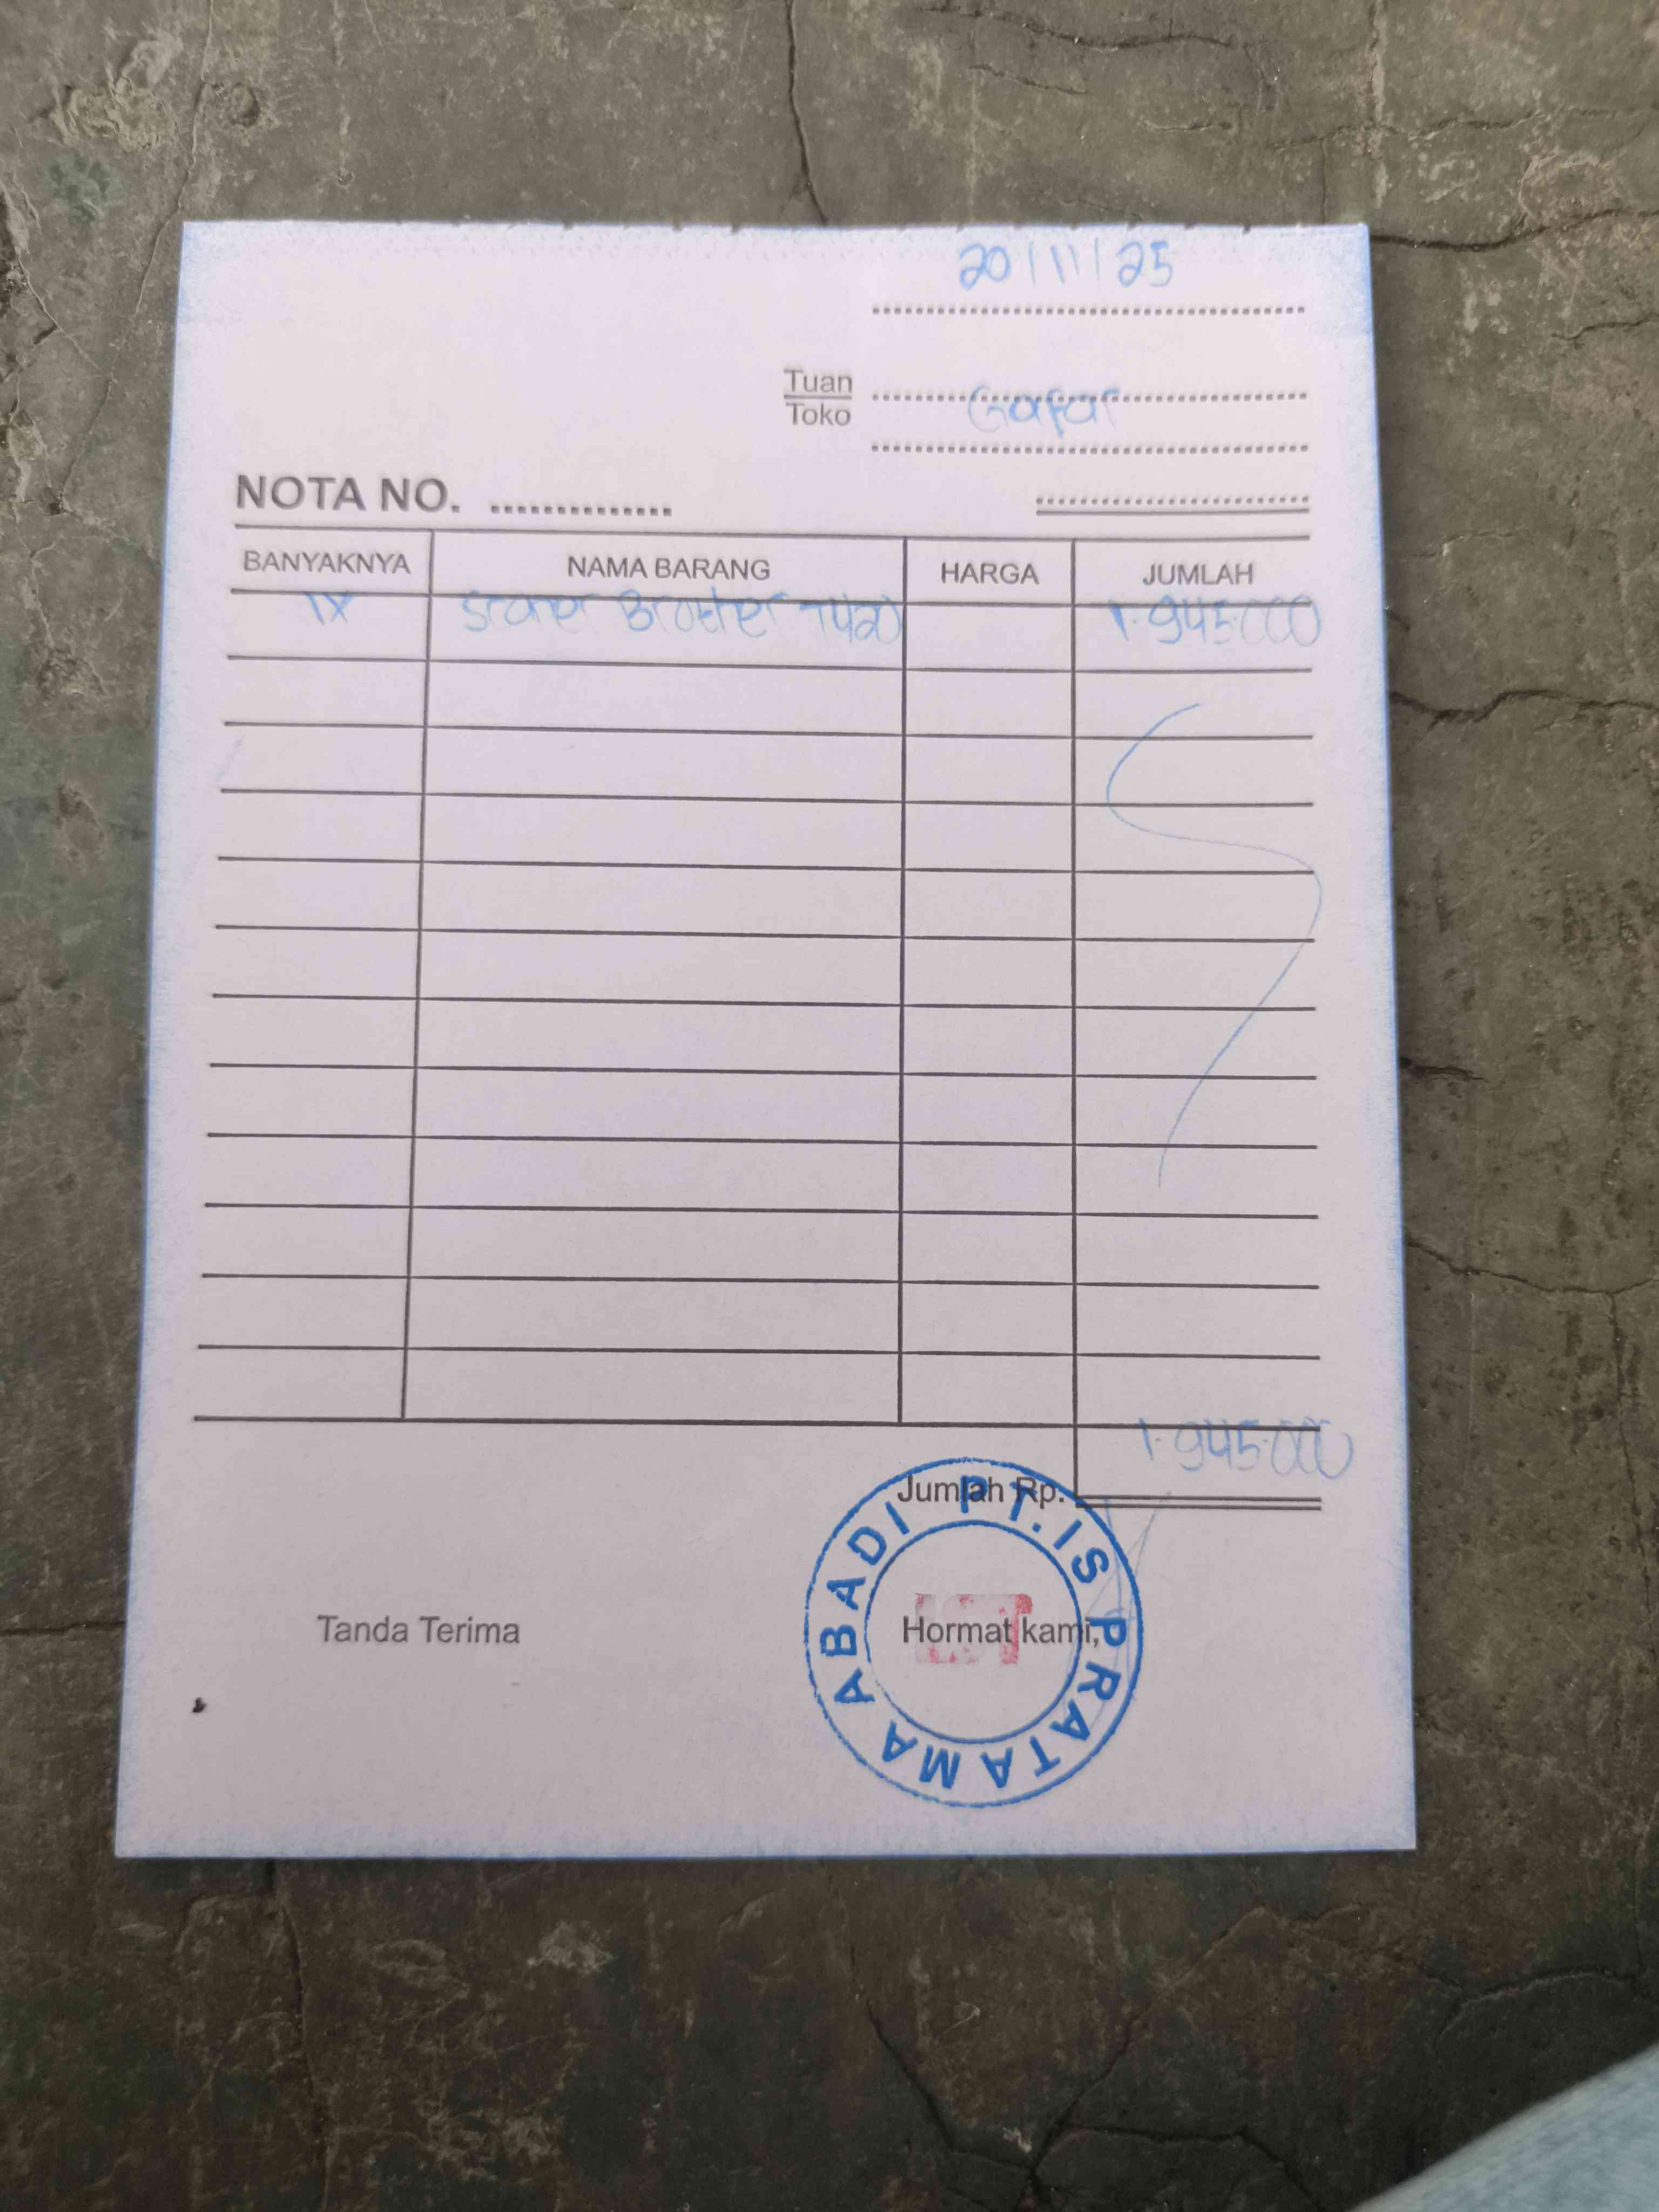 20/11/25
Tuan
Toko
Gafar
NOTA NO. ..............
BANYAKNYA NAMA BARANG HARGA JUMLAH
1x Scaner Brother T420 1.945.000
1.945.000
Jumlah Rp.
Tanda Terima
Hormat kami,
PT. IS PRATAMA ABADI